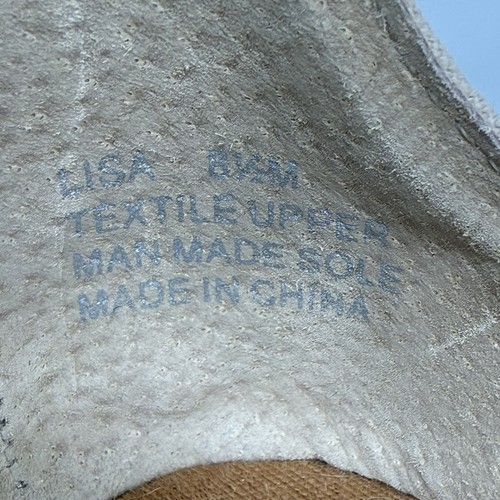 LISA 8½M
TEXTILE UPPER
MAN MADE SOLE
MADE IN CHINA